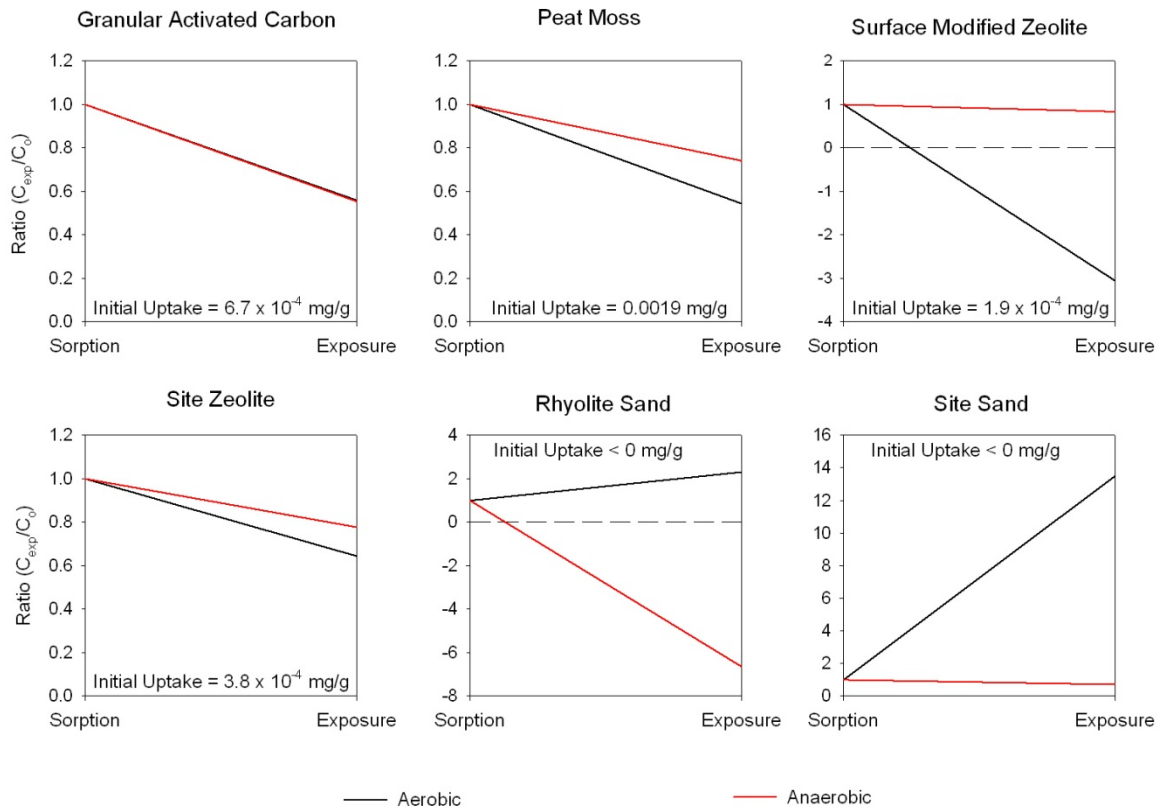 Granular Activated Carbon
Ratio (C_exp/C_o)
1.2
1.0
0.8
0.6
0.4
0.2
0.0
Initial Uptake = 6.7 x 10⁻⁴ mg/g
Sorption
Exposure
Peat Moss
1.2
1.0
0.8
0.6
0.4
0.2
0.0
Initial Uptake = 0.0019 mg/g
Sorption
Exposure
Surface Modified Zeolite
2
1
0
-1
-2
-3
-4
Initial Uptake = 1.9 x 10⁻⁴ mg/g
Sorption
Exposure
Site Zeolite
Ratio (C_exp/C_o)
1.2
1.0
0.8
0.6
0.4
0.2
0.0
Initial Uptake = 3.8 x 10⁻⁴ mg/g
Sorption
Exposure
Rhyolite Sand
Initial Uptake < 0 mg/g
4
2
0
-2
-4
-6
-8
Sorption
Exposure
Site Sand
Initial Uptake < 0 mg/g
16
14
12
10
8
6
4
2
0
Sorption
Exposure
Aerobic
Anaerobic